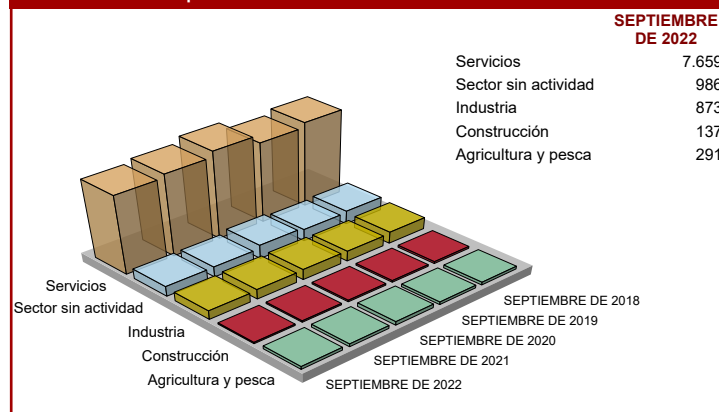 SEPTIEMBRE
DE 2022
Servicios 7.659
Sector sin actividad 986
Industria 873
Construcción 137
Agricultura y pesca 291
Servicios
Sector sin actividad
Industria
Construcción
Agricultura y pesca
SEPTIEMBRE DE 2018
SEPTIEMBRE DE 2019
SEPTIEMBRE DE 2020
SEPTIEMBRE DE 2021
SEPTIEMBRE DE 2022